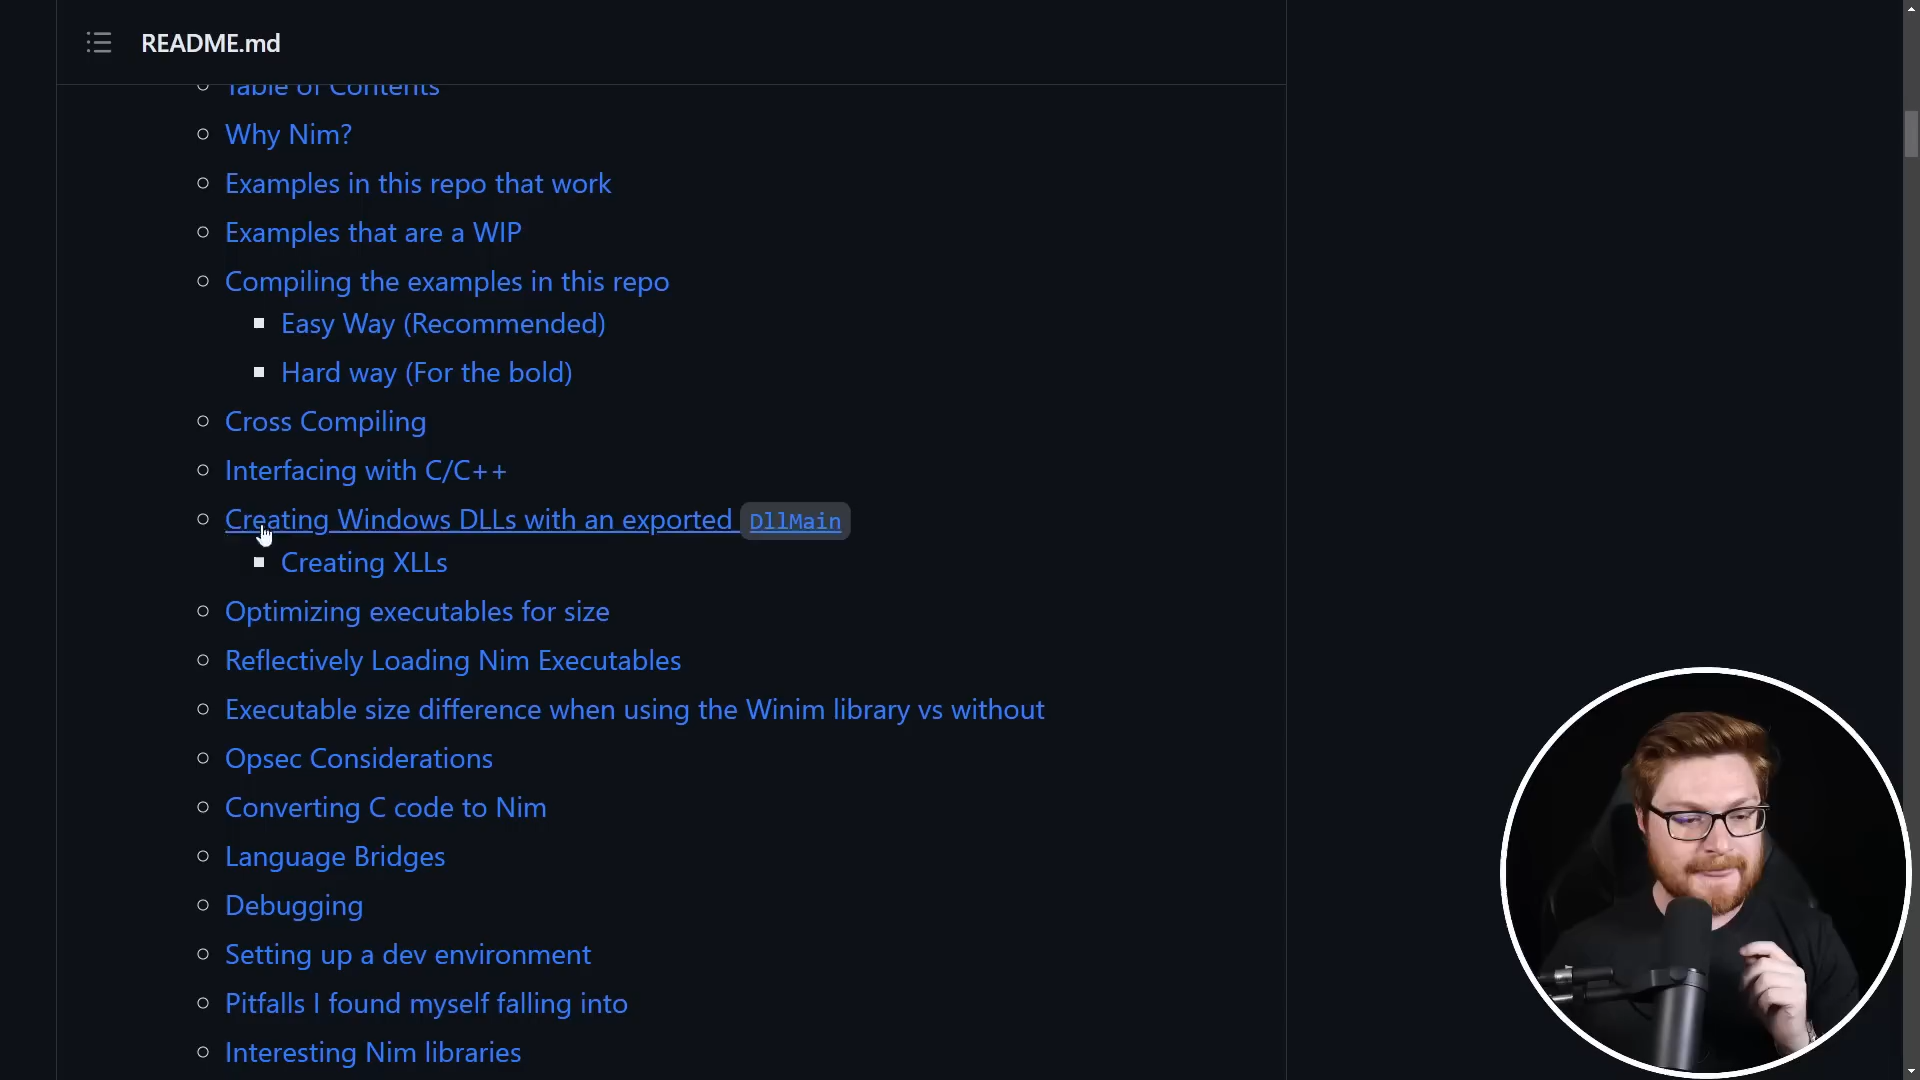 README.md
Table of Contents
Why Nim?
Examples in this repo that work
Examples that are a WIP
Compiling the examples in this repo
Easy Way (Recommended)
Hard way (For the bold)
Cross Compiling
Interfacing with C/C++
Creating Windows DLLs with an exported DllMain
Creating XLLs
Optimizing executables for size
Reflectively Loading Nim Executables
Executable size difference when using the Winim library vs without
Opsec Considerations
Converting C code to Nim
Language Bridges
Debugging
Setting up a dev environment
Pitfalls I found myself falling into
Interesting Nim libraries